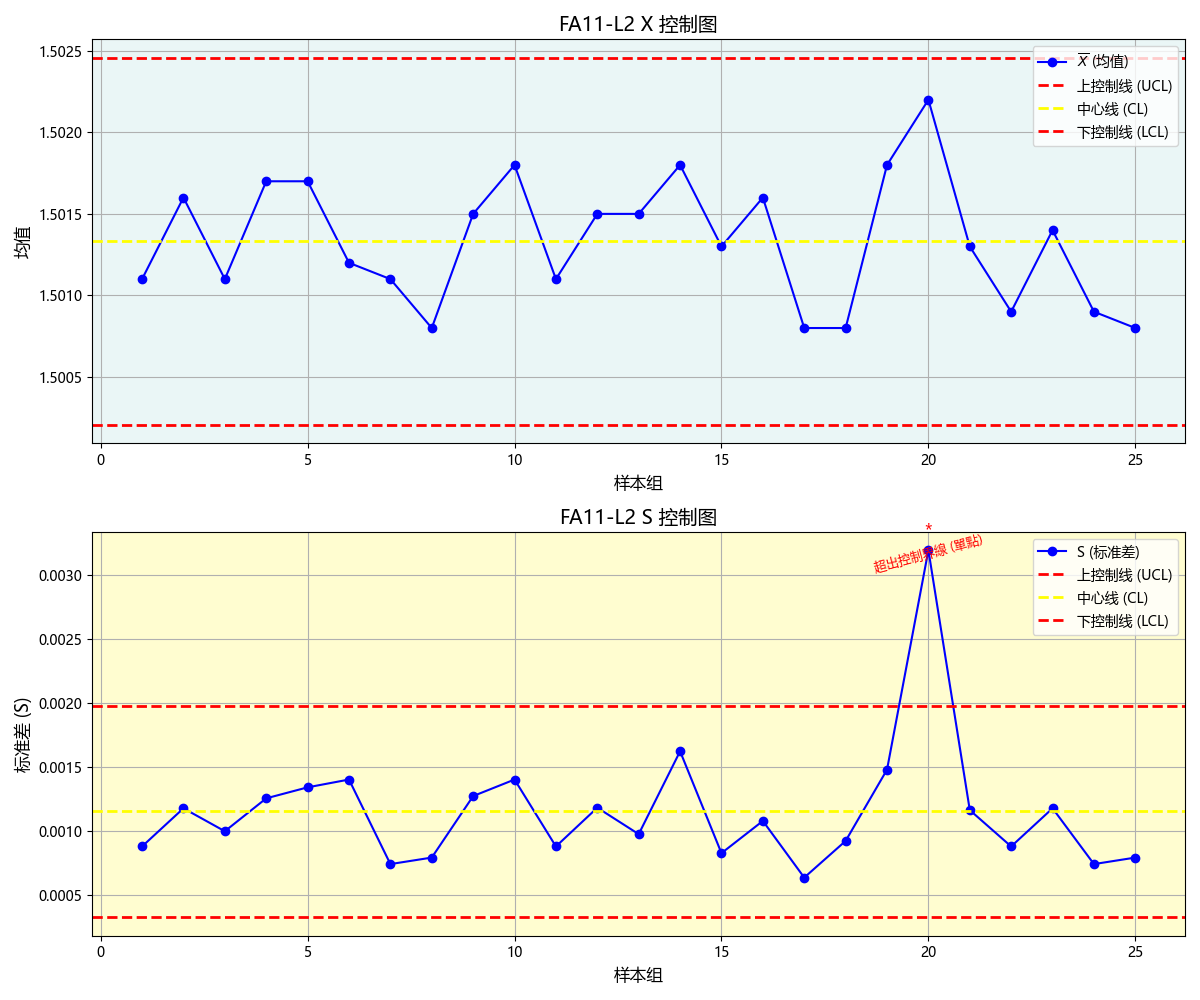 FA11-L2 X 控制图
1.5025
1.5020
1.5015
1.5010
1.5005
均值
X (均值)
上控制线 (UCL)
中心线 (CL)
下控制线 (LCL)
0 5 10 15 20 25
样本组
FA11-L2 S 控制图
*
超出控制界線 (單點)
0.0030
0.0025
0.0020
0.0015
0.0010
0.0005
标准差 (S)
S (标准差)
上控制线 (UCL)
中心线 (CL)
下控制线 (LCL)
0 5 10 15 20 25
样本组